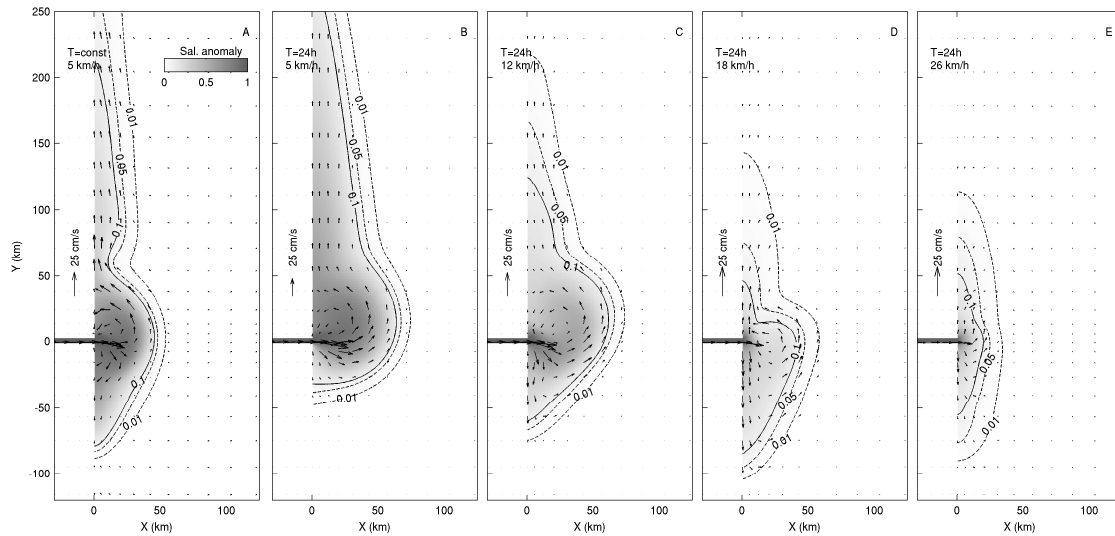 A
T=const
5 km/h
Sal. anomaly
0 0.5 1
0.01
0.05
0.1
25 cm/s
0.1
0.01
Y (km)
250
200
150
100
50
0
-50
-100
0 50 100
X (km)
B
T=24h
5 km/h
0.01
0.05
0.1
25 cm/s
0.01
0 50 100
X (km)
C
T=24h
12 km/h
0.01
0.05
0.1
25 cm/s
0.01
0 50 100
X (km)
D
T=24h
18 km/h
0.01
25 cm/s
0.1
0.05
0.01
0 50 100
X (km)
E
T=24h
26 km/h
25 cm/s
0.1
0.05
0.01
0 50 100
X (km)